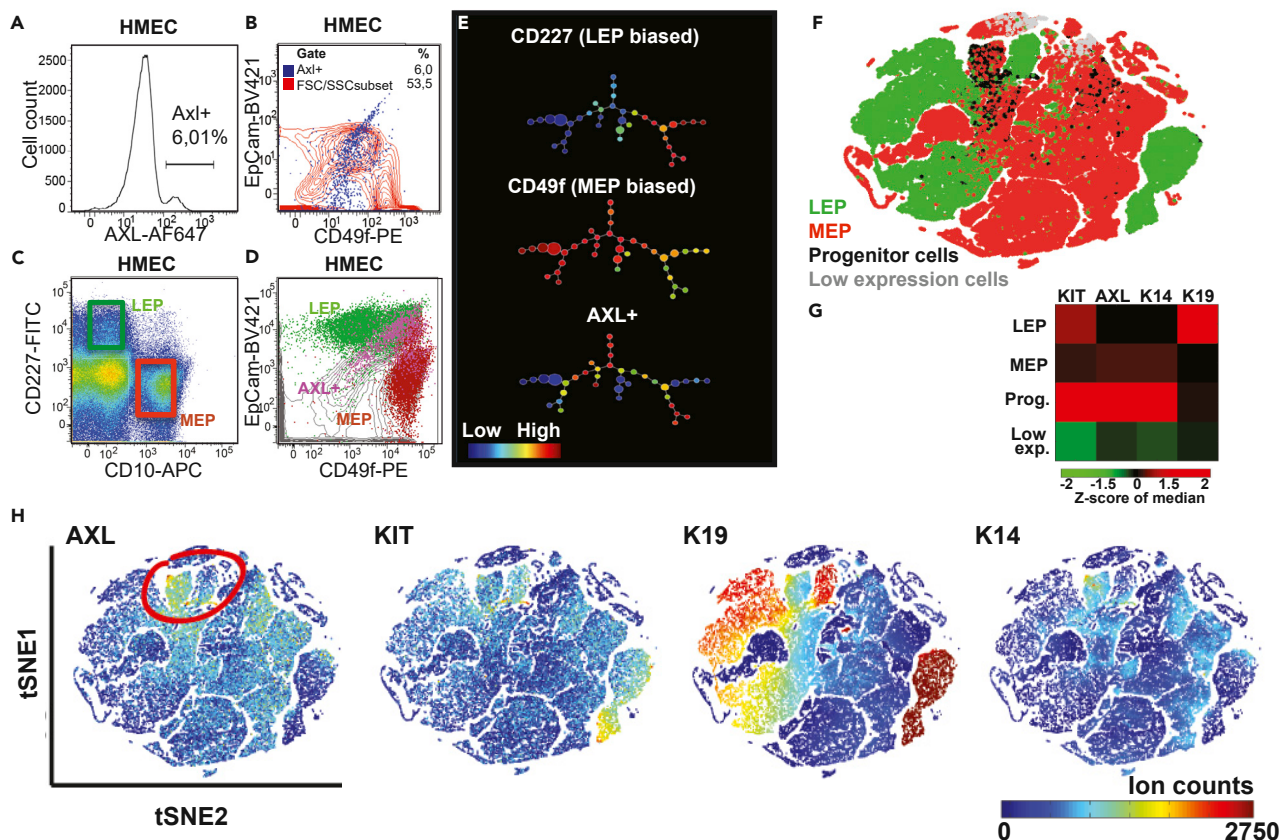 A
HMEC
Cell count
2500
2000
1500
1000
500
0
Axl+
6,01%
0 10¹ 10² 10³
AXL-AF647
B
HMEC
Gate %
Axl+ 6,0
FSC/SSCsubset 53,5
EpCam-BV421
10³
10²
10¹
0
0 10¹ 10² 10³
CD49f-PE
C
HMEC
CD227-FITC
10⁵
10⁴
10³
10²
0
LEP
MEP
0 10² 10³ 10⁴ 10⁵
CD10-APC
D
HMEC
EpCam-BV421
10⁵
10⁴
10³
10²
0
LEP
AXL+
MEP
0 10² 10³ 10⁴ 10⁵
CD49f-PE
E
CD227 (LEP biased)
CD49f (MEP biased)
AXL+
Low High
F
LEP
MEP
Progenitor cells
Low expression cells
G
KIT AXL K14 K19
LEP
MEP
Prog.
Low
exp.
-2 -1.5 0 1.5 2
Z-score of median
H
AXL
KIT
K19
K14
tSNE1
tSNE2
Ion counts
0 2750